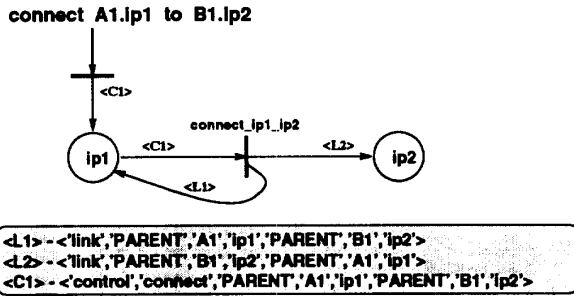 connect A1.ip1 to B1.ip2
<C1>
connect_ip1_ip2
ip1
<C1>
<L2>
ip2
<L1>
<L1> - <'link','PARENT','A1','ip1','PARENT','B1','ip2'>
<L2> - <'link','PARENT','B1','ip2','PARENT','A1','ip1'>
<C1> - <'control','connect','PARENT','A1','ip1','PARENT','B1','ip2'>